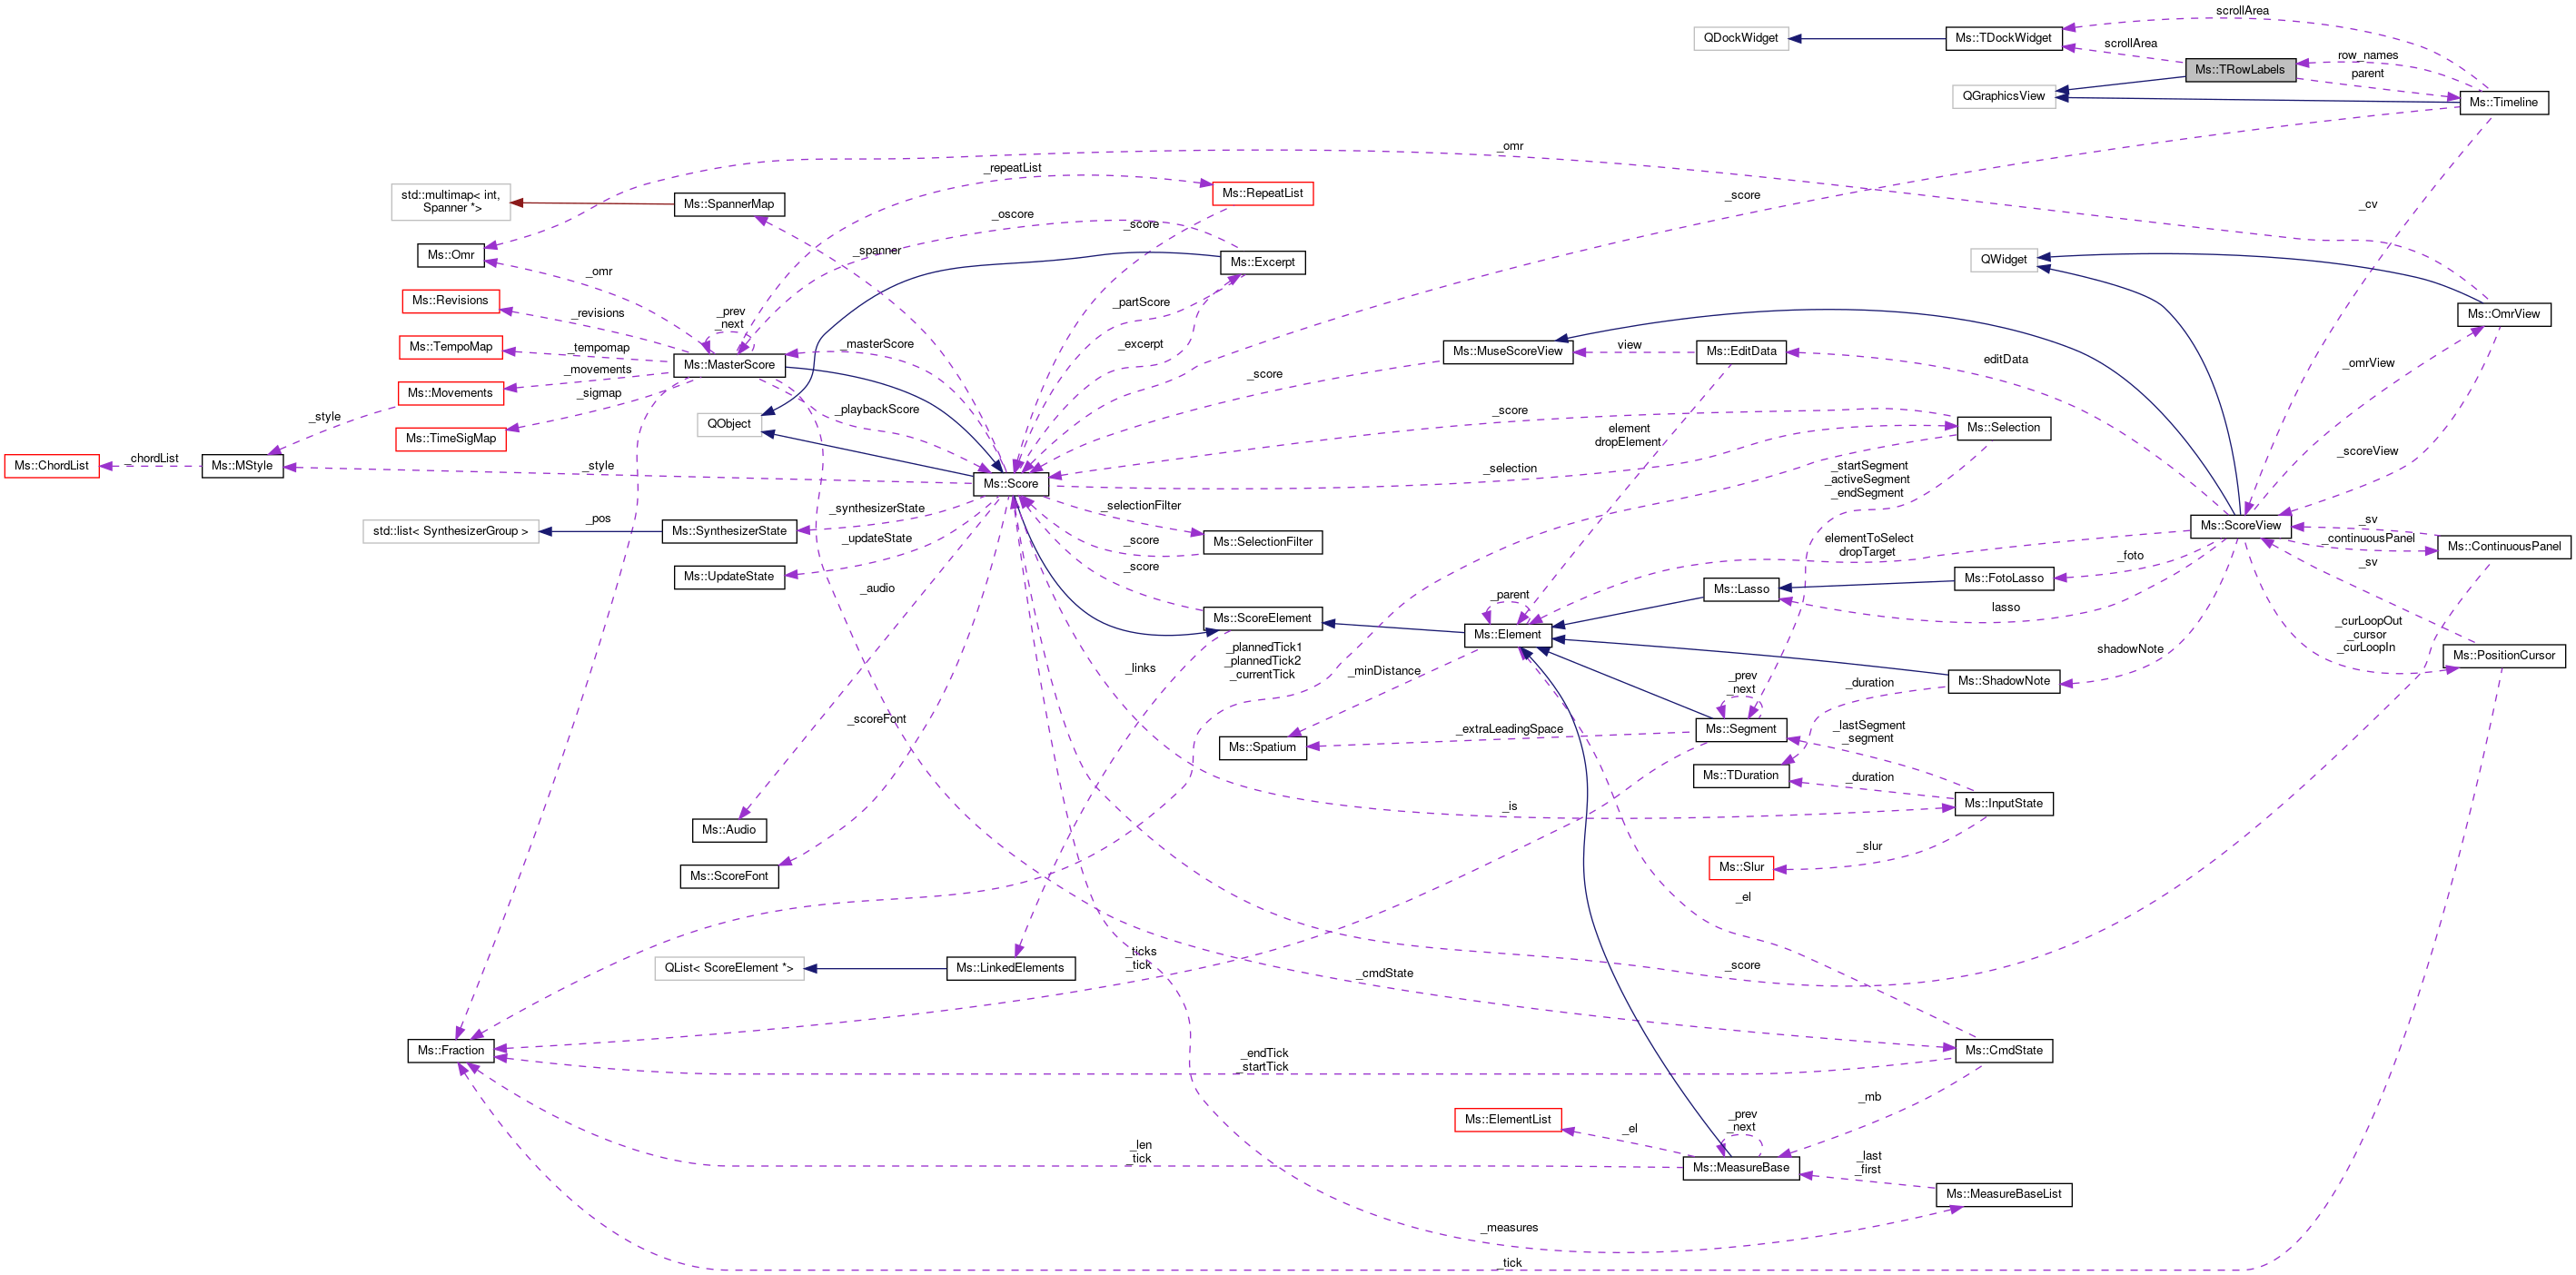 scrollArea
QDockWidget
Ms::TDockWidget
scrollArea
row_names
Ms::TRowLabels
parent
QGraphicsView
Ms::Timeline
_omr
_repeatList
std::multimap< int,
Spanner *>
Ms::SpannerMap
Ms::RepeatList
_score
_cv
_oscore
_score
_spanner
Ms::Omr
Ms::Excerpt
QWidget
_omr
Ms::Revisions
_revisions
_partScore
_prev
_next
Ms::OmrView
Ms::TempoMap
_tempomap
_masterScore
_excerpt
Ms::MuseScoreView
view
Ms::EditData
editData
_omrView
Ms::MasterScore
_movements
_score
Ms::Movements
_sigmap
_style
_playbackScore
QObject
_score
Ms::Selection
element
dropElement
Ms::TimeSigMap
_scoreView
Ms::ChordList
_chordList
Ms::MStyle
_style
Ms::Score
_selection
_startSegment
_activeSegment
_endSegment
_synthesizerState
_selectionFilter
std::list< SynthesizerGroup >
_pos
Ms::SynthesizerState
Ms::ScoreView
_sv
_continuousPanel
_updateState
_score
Ms::SelectionFilter
elementToSelect
dropTarget
Ms::ContinuousPanel
_foto
_sv
_score
Ms::UpdateState
Ms::FotoLasso
_audio
_parent
Ms::Lasso
lasso
Ms::ScoreElement
Ms::Element
_curLoopOut
_cursor
_curLoopIn
_plannedTick1
_plannedTick2
_currentTick
_links
_minDistance
shadowNote
Ms::PositionCursor
_prev
_next
_duration
Ms::ShadowNote
_scoreFont
_extraLeadingSpace
Ms::Segment
_lastSegment
_segment
Ms::Spatium
Ms::TDuration
_duration
_is
Ms::InputState
Ms::Audio
_slur
Ms::Slur
Ms::ScoreFont
_el
_ticks
_tick
QList< ScoreElement *>
Ms::LinkedElements
_cmdState
_score
Ms::Fraction
_endTick
_startTick
Ms::CmdState
_mb
Ms::ElementList
_el
_prev
_next
_len
_tick
Ms::MeasureBase
_last
_first
Ms::MeasureBaseList
_measures
_tick